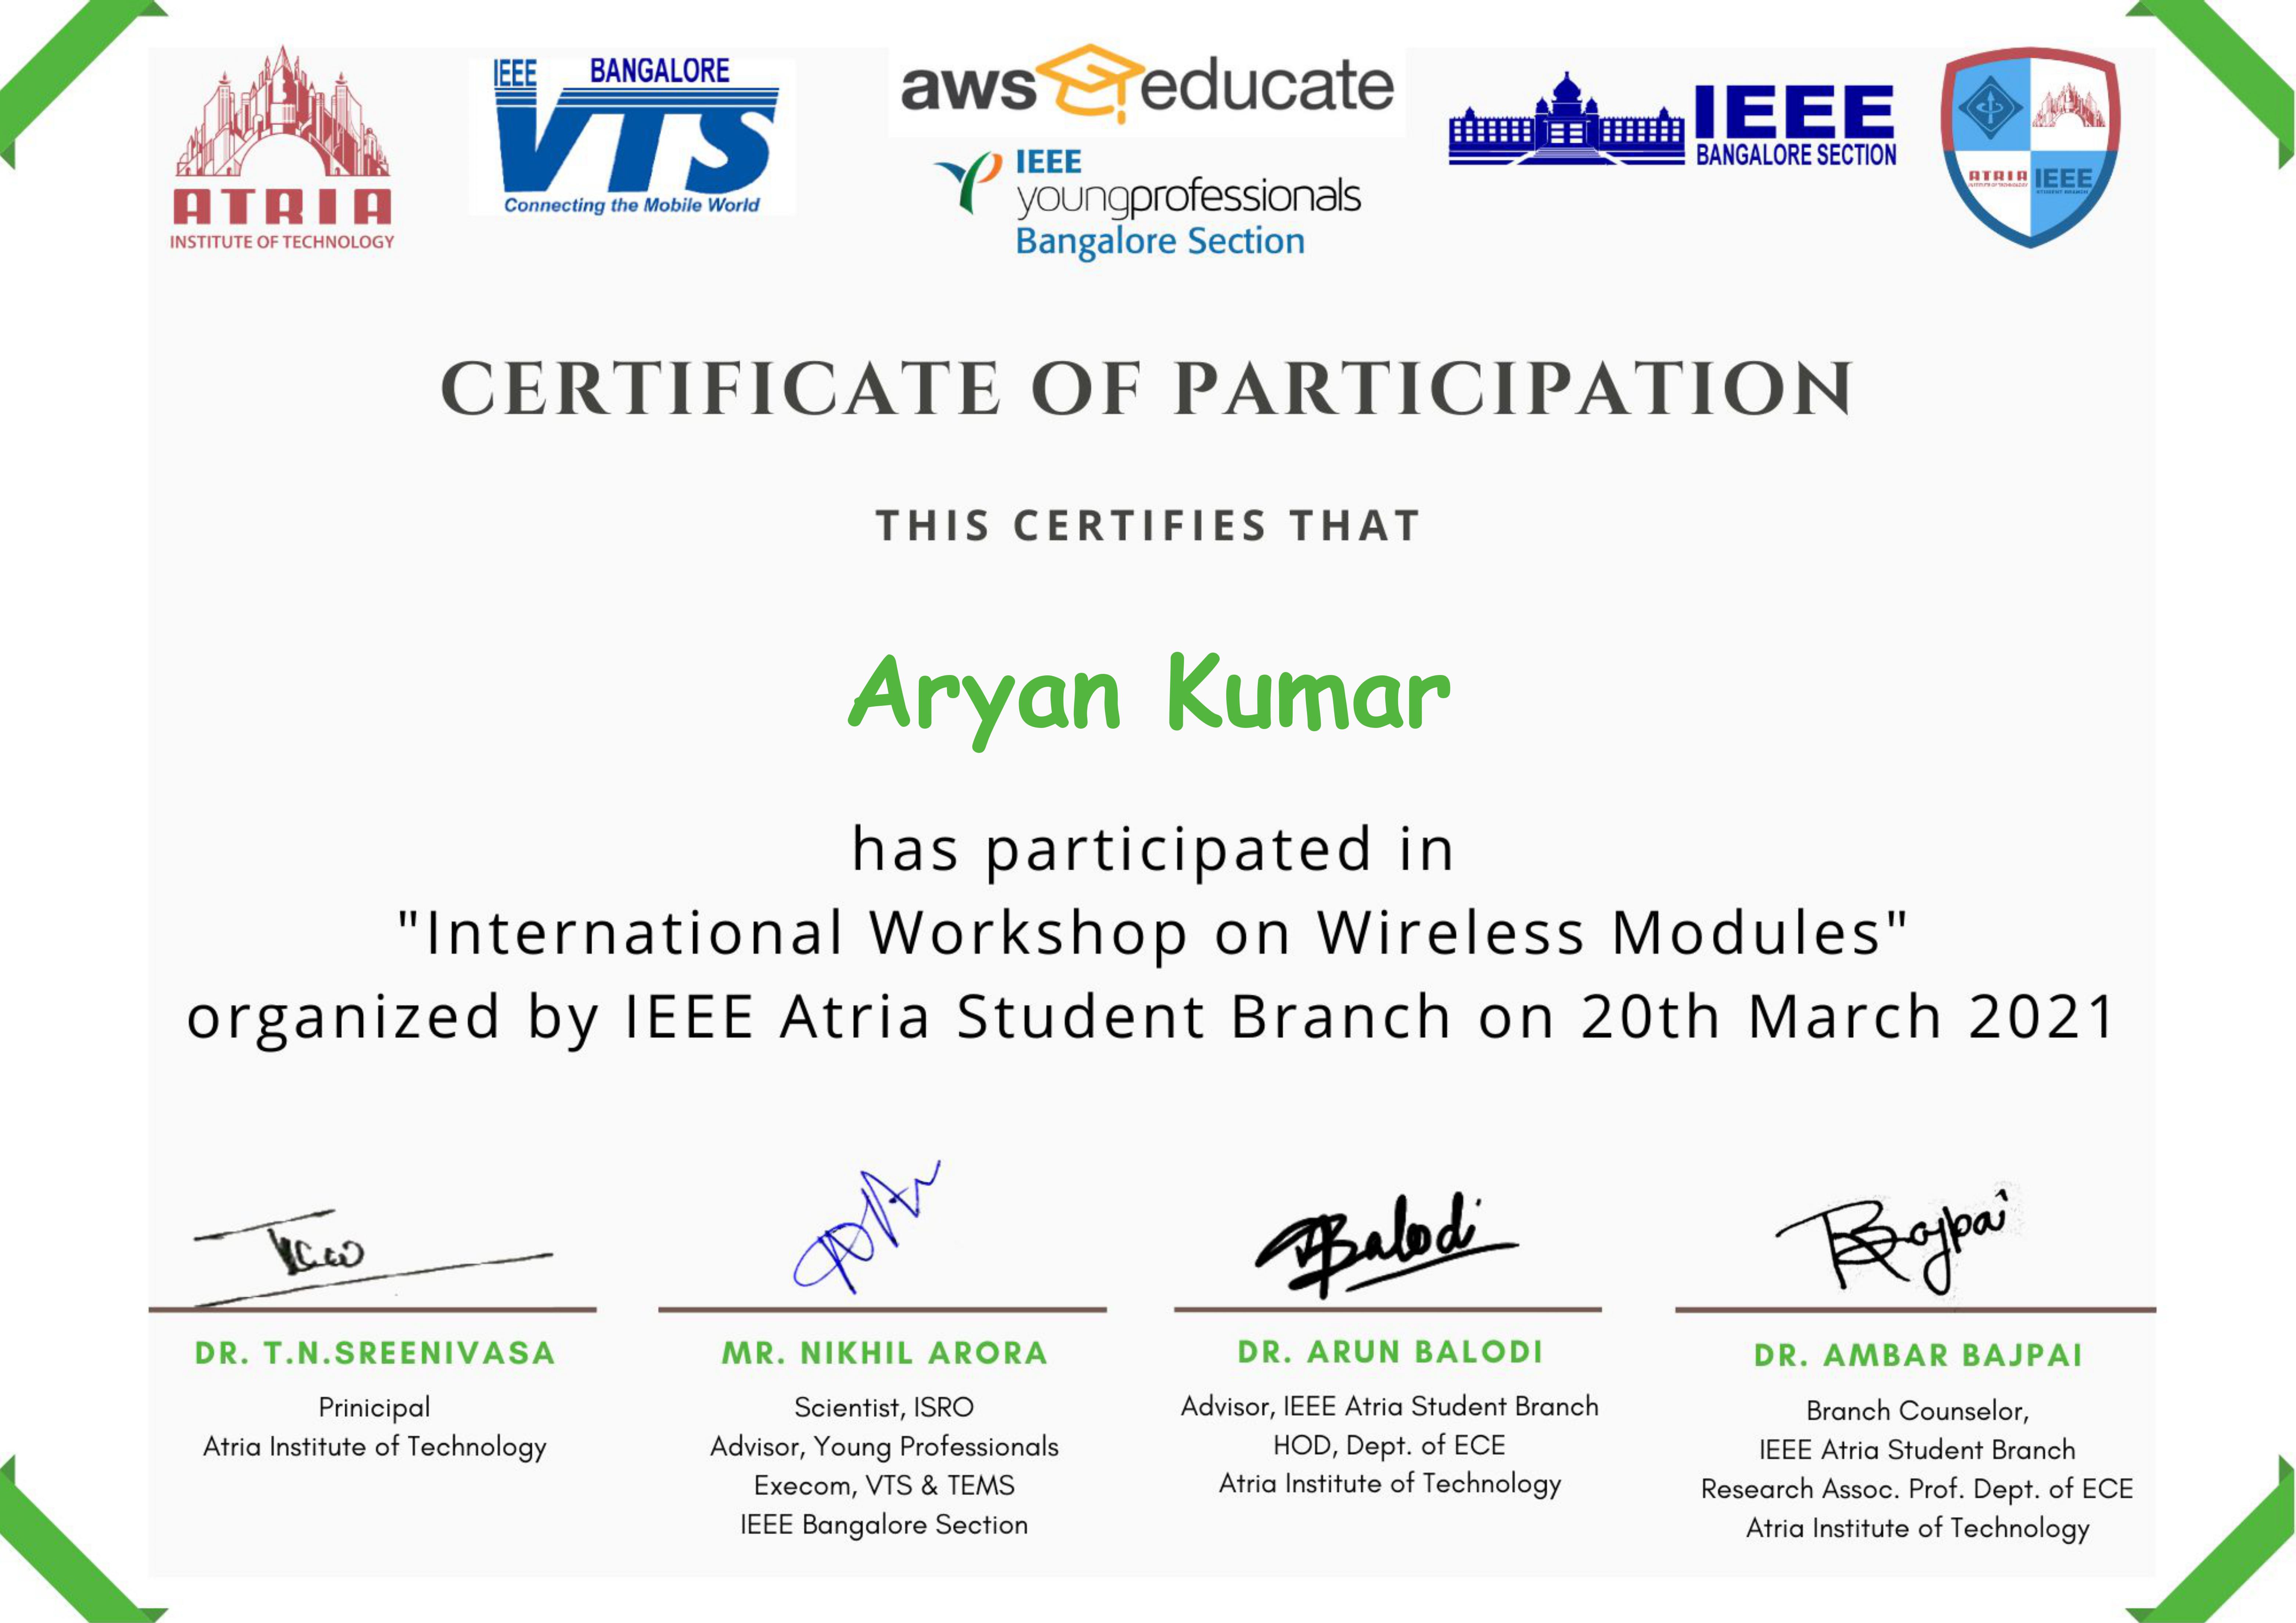 ATRIA
INSTITUTE OF TECHNOLOGY
IEEE BANGALORE
VTS
Connecting the Mobile World
aws educate
IEEE
youngprofessionals
Bangalore Section
IEEE
BANGALORE SECTION
ATRIA
INSTITUTE OF TECHNOLOGY
IEEE
STUDENT BRANCH
CERTIFICATE OF PARTICIPATION
THIS CERTIFIES THAT
Aryan Kumar
has participated in
"International Workshop on Wireless Modules"
organized by IEEE Atria Student Branch on 20th March 2021
Balodi
Bajpai
DR. T.N.SREENIVASA
Prinicipal
Atria Institute of Technology
MR. NIKHIL ARORA
Scientist, ISRO
Advisor, Young Professionals
Execom, VTS & TEMS
IEEE Bangalore Section
DR. ARUN BALODI
Advisor, IEEE Atria Student Branch
HOD, Dept. of ECE
Atria Institute of Technology
DR. AMBAR BAJPAI
Branch Counselor,
IEEE Atria Student Branch
Research Assoc. Prof. Dept. of ECE
Atria Institute of Technology